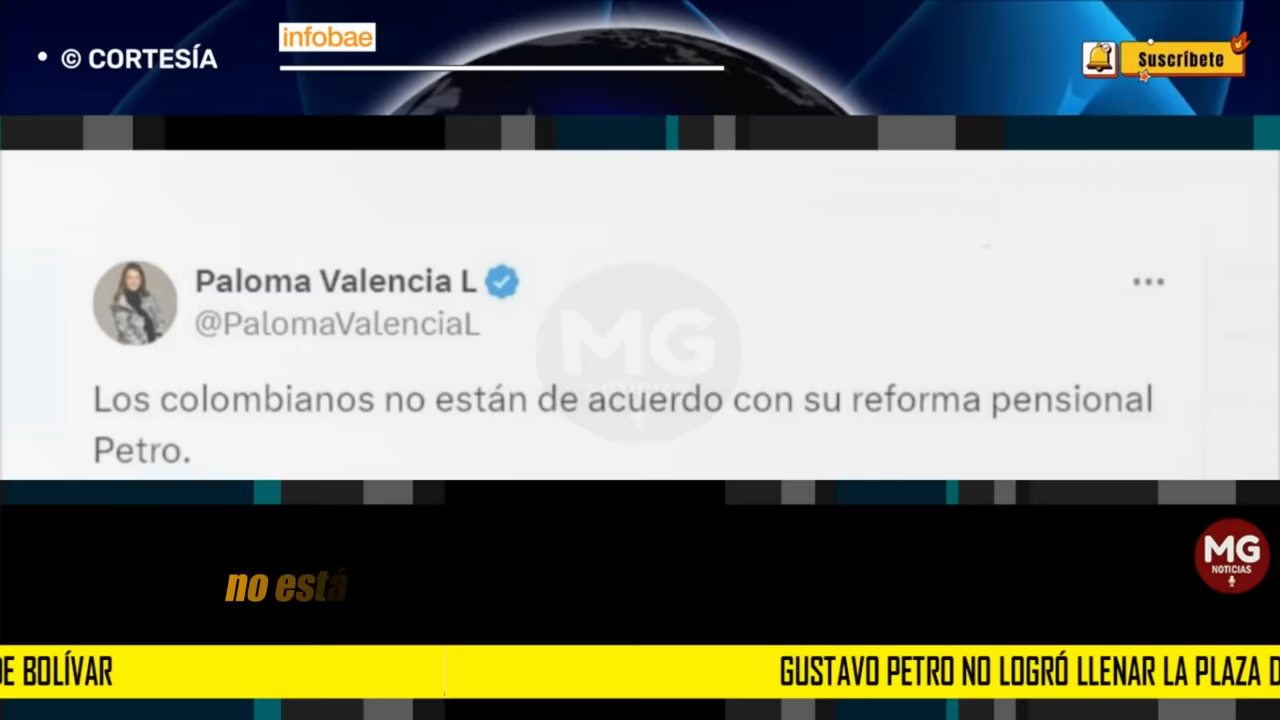 infobae
• © CORTESÍA
Suscríbete
Paloma Valencia L
@PalomaValenciaL
MG
Los colombianos no están de acuerdo con su reforma pensional
Petro.
MG
NOTICIAS
no está
DE BOLÍVAR
GUSTAVO PETRO NO LOGRÓ LLENAR LA PLAZA D